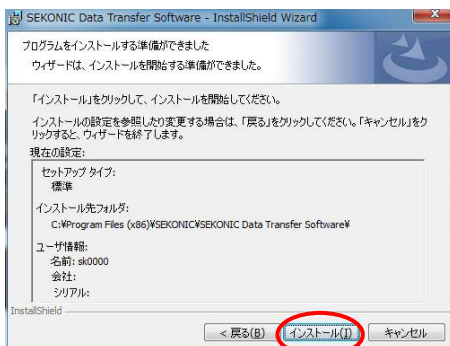 SEKONIC Data Transfer Software - InstallShield Wizard
プログラムをインストールする準備ができました
ウィザードは、インストールを開始する準備ができました。
「インストール」をクリックして、インストールを開始してください。
インストールの設定を参照したり変更する場合は、「戻る」をクリックしてください。「キャンセル」をク
リックすると、ウィザードを終了します。
現在の設定:
セットアップ タイプ:
標準
インストール先フォルダ:
C:¥Program Files (x86)¥SEKONIC¥SEKONIC Data Transfer Software¥
ユーザ情報:
名前: sk0000
会社:
シリアル:
InstallShield
< 戻る(B)
インストール(I)
キャンセル